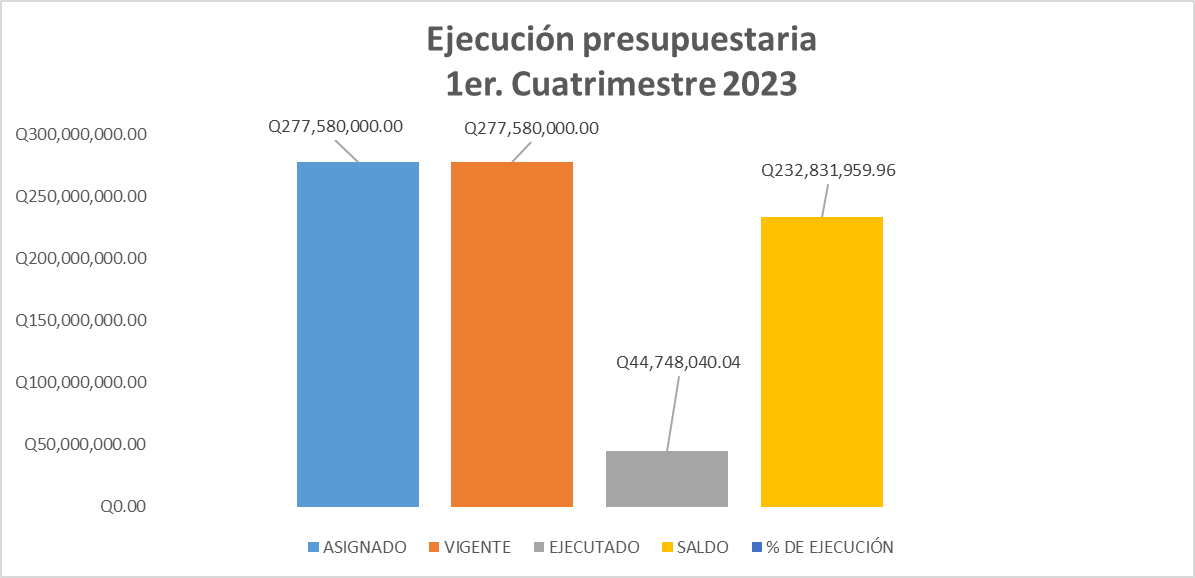 Ejecución presupuestaria
1er. Cuatrimestre 2023
Q300,000,000.00
Q250,000,000.00
Q200,000,000.00
Q150,000,000.00
Q100,000,000.00
Q50,000,000.00
Q0.00
Q277,580,000.00
Q277,580,000.00
Q44,748,040.04
Q232,831,959.96
ASIGNADO VIGENTE EJECUTADO SALDO % DE EJECUCIÓN